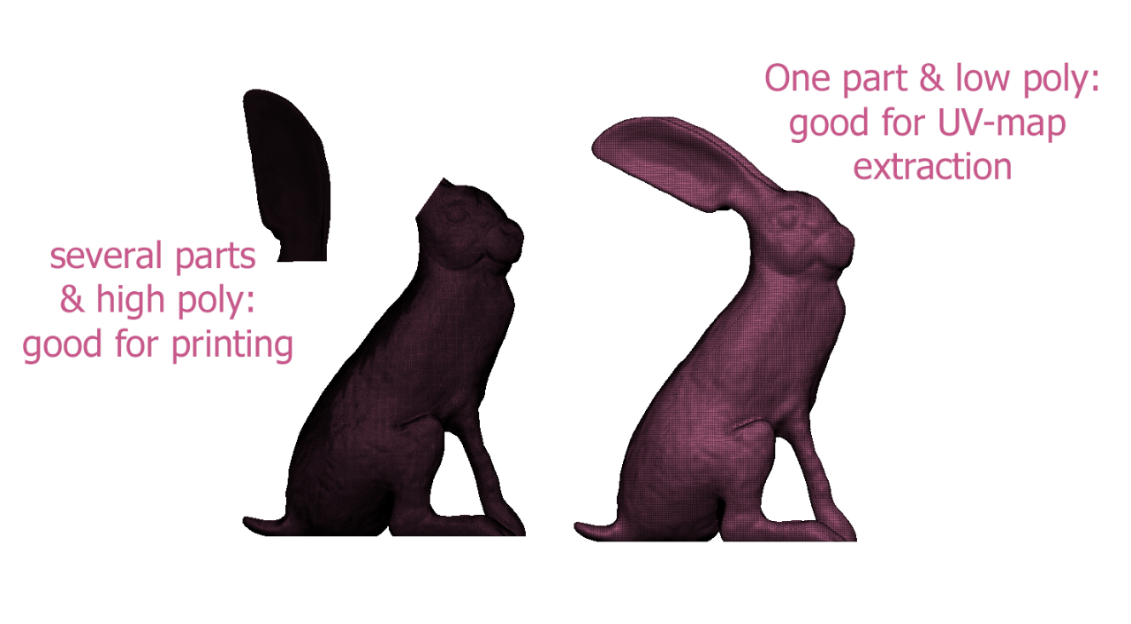 several parts
& high poly:
good for printing
One part & low poly:
good for UV-map
extraction